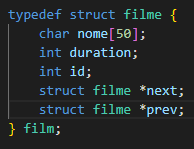 typedef struct filme {
    char nome[50];
    int duration;
    int id;
    struct filme *next;
    struct filme *prev;
} film;